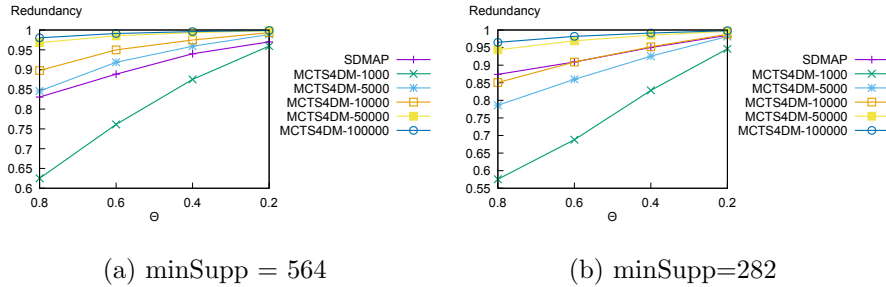 Redundancy
1
0.95
0.9
0.85
0.8
0.75
0.7
0.65
0.6
0.8
0.6
0.4
0.2
Θ
SDMAP
MCTS4DM-1000
MCTS4DM-5000
MCTS4DM-10000
MCTS4DM-50000
MCTS4DM-100000
(a) minSupp = 564
Redundancy
1
0.95
0.9
0.85
0.8
0.75
0.7
0.65
0.6
0.55
0.8
0.6
0.4
0.2
Θ
SDMAP
MCTS4DM-1000
MCTS4DM-5000
MCTS4DM-10000
MCTS4DM-50000
MCTS4DM-100000
(b) minSupp=282